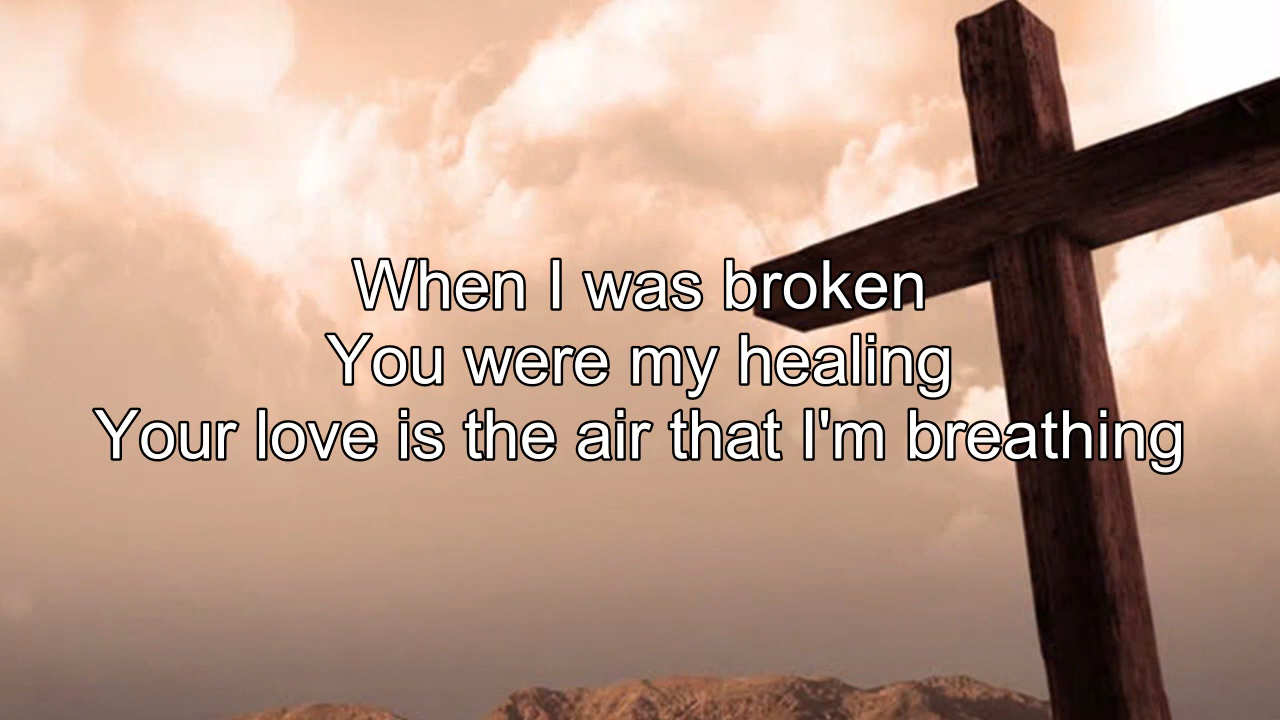 When I was broken
You were my healing
Your love is the air that I'm breathing